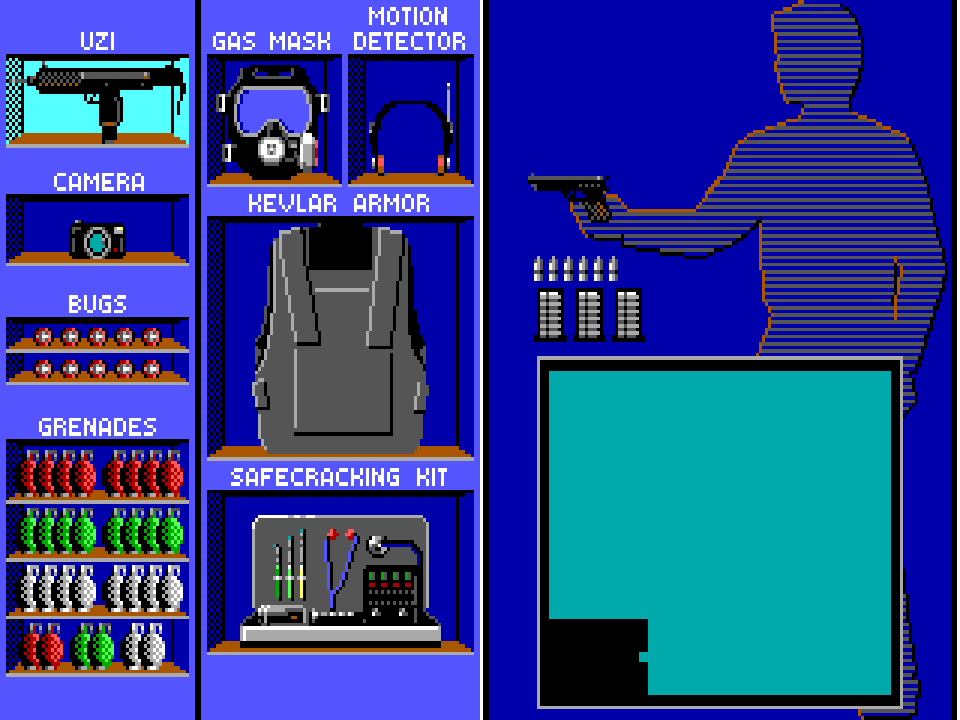 UZI
CAMERA
BUGS
GRENADES
GAS MASK
MOTION
DETECTOR
KEVLAR ARMOR
SAFECRACKING KIT